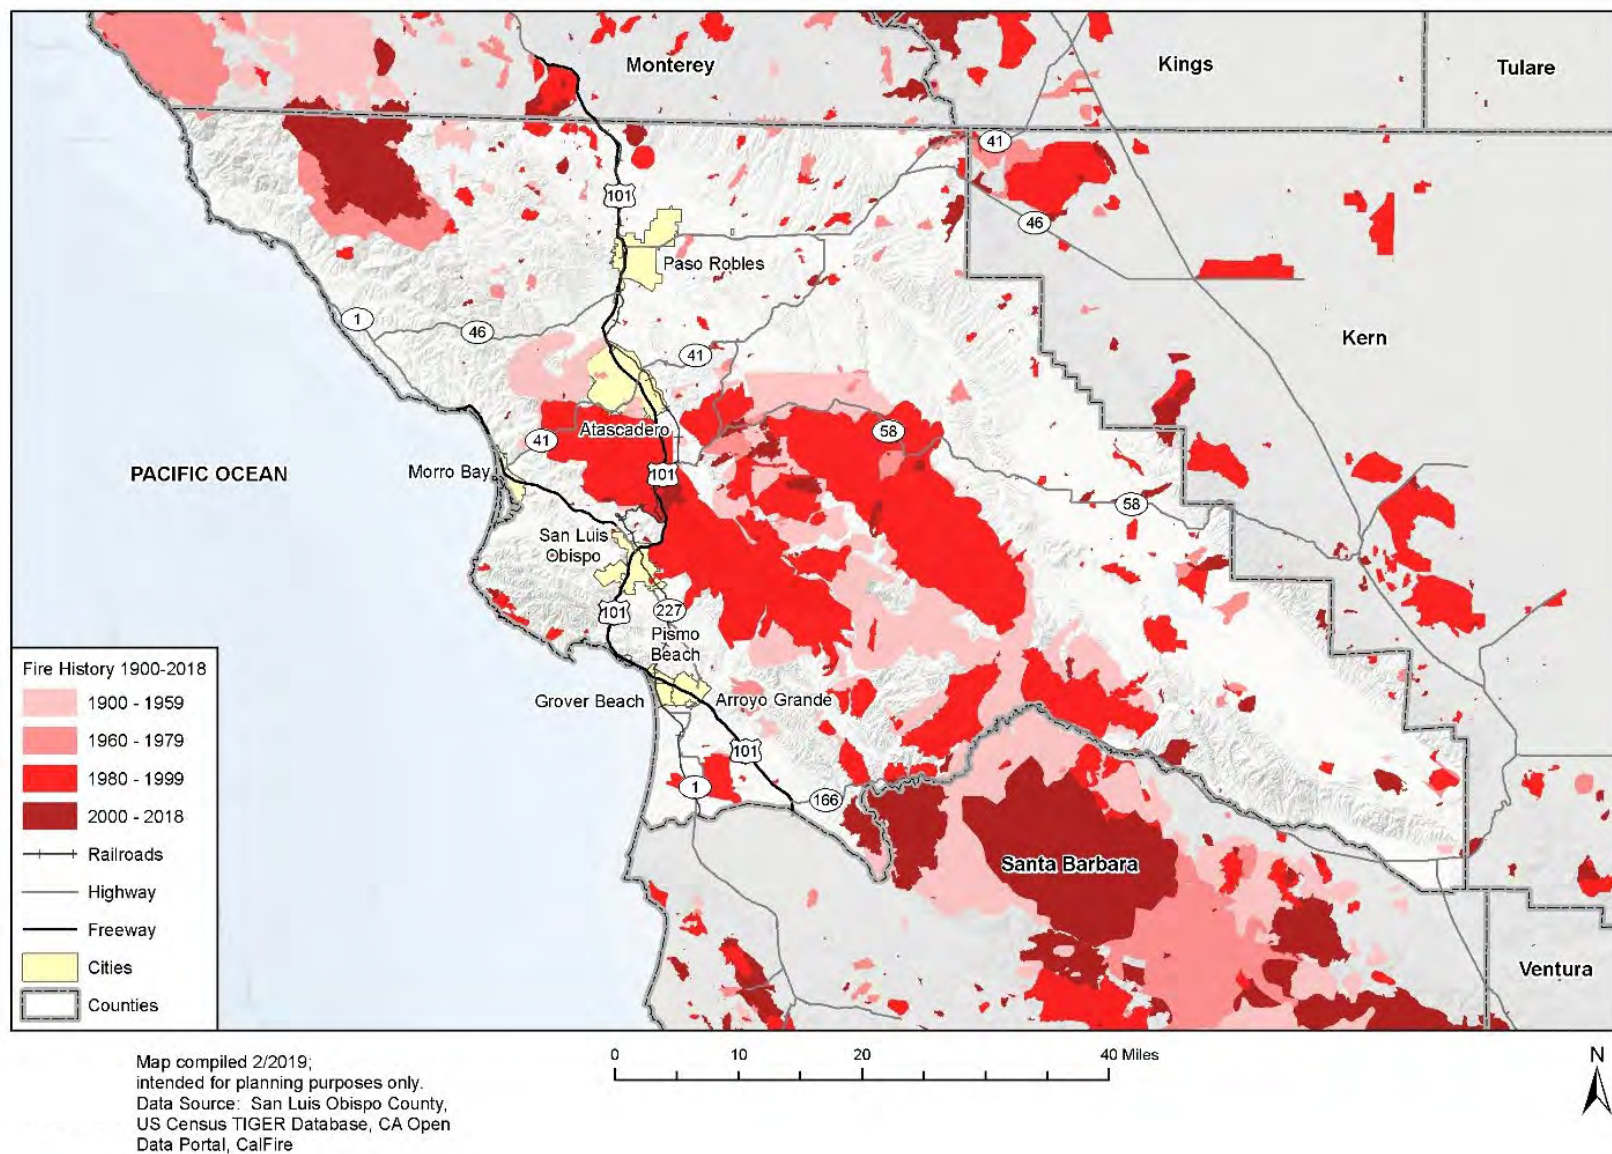 Monterey
Kings
Tulare
41
101
46
Paso Robles
1
46
41
Kern
Atascadero
41
58
Morro Bay
101
PACIFIC OCEAN
58
San Luis
Obispo
101
227
Pismo
Beach
Grover Beach
Arroyo Grande
101
1
166
Santa Barbara
Ventura
Fire History 1900-2018
1900 - 1959
1960 - 1979
1980 - 1999
2000 - 2018
Railroads
Highway
Freeway
Cities
Counties
Map compiled 2/2019;
intended for planning purposes only.
Data Source: San Luis Obispo County,
US Census TIGER Database, CA Open
Data Portal, CalFire
0 10 20 40 Miles
N